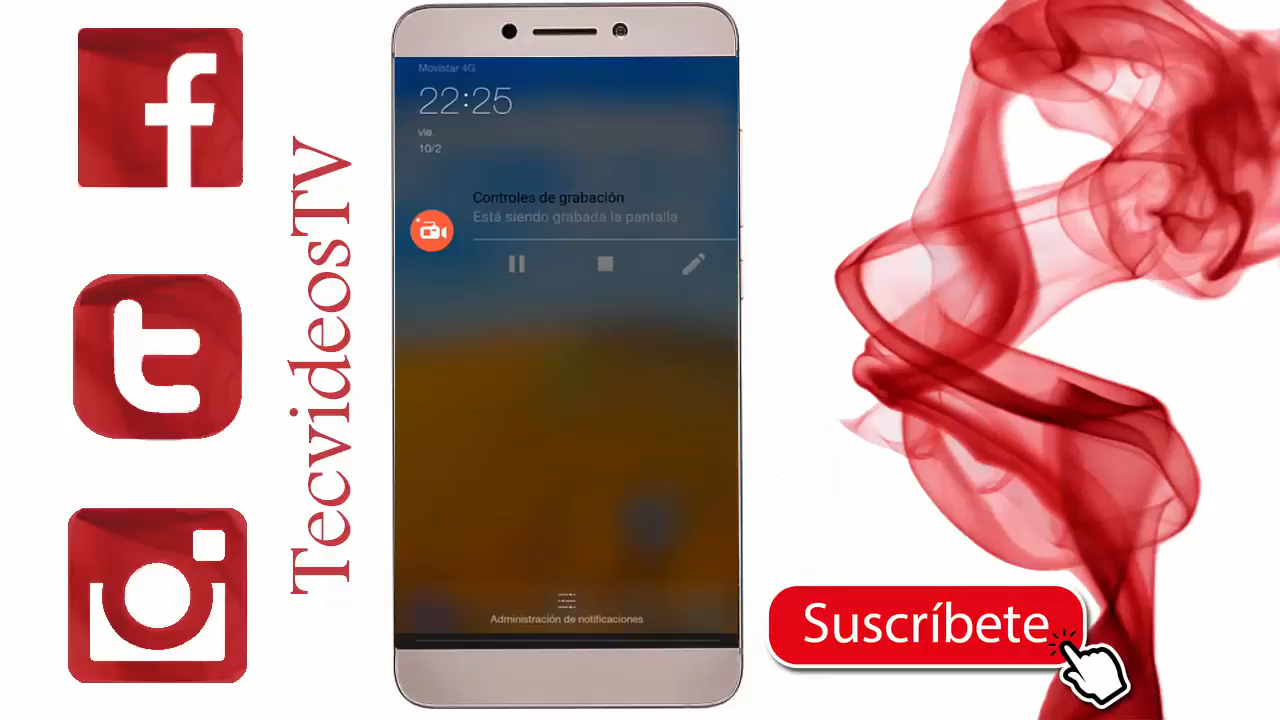 TecvideosTV
Movistar 4G
22:25
vie.
10/2
Controles de grabación
Está siendo grabada la pantalla
Administración de notificaciones
Suscríbete